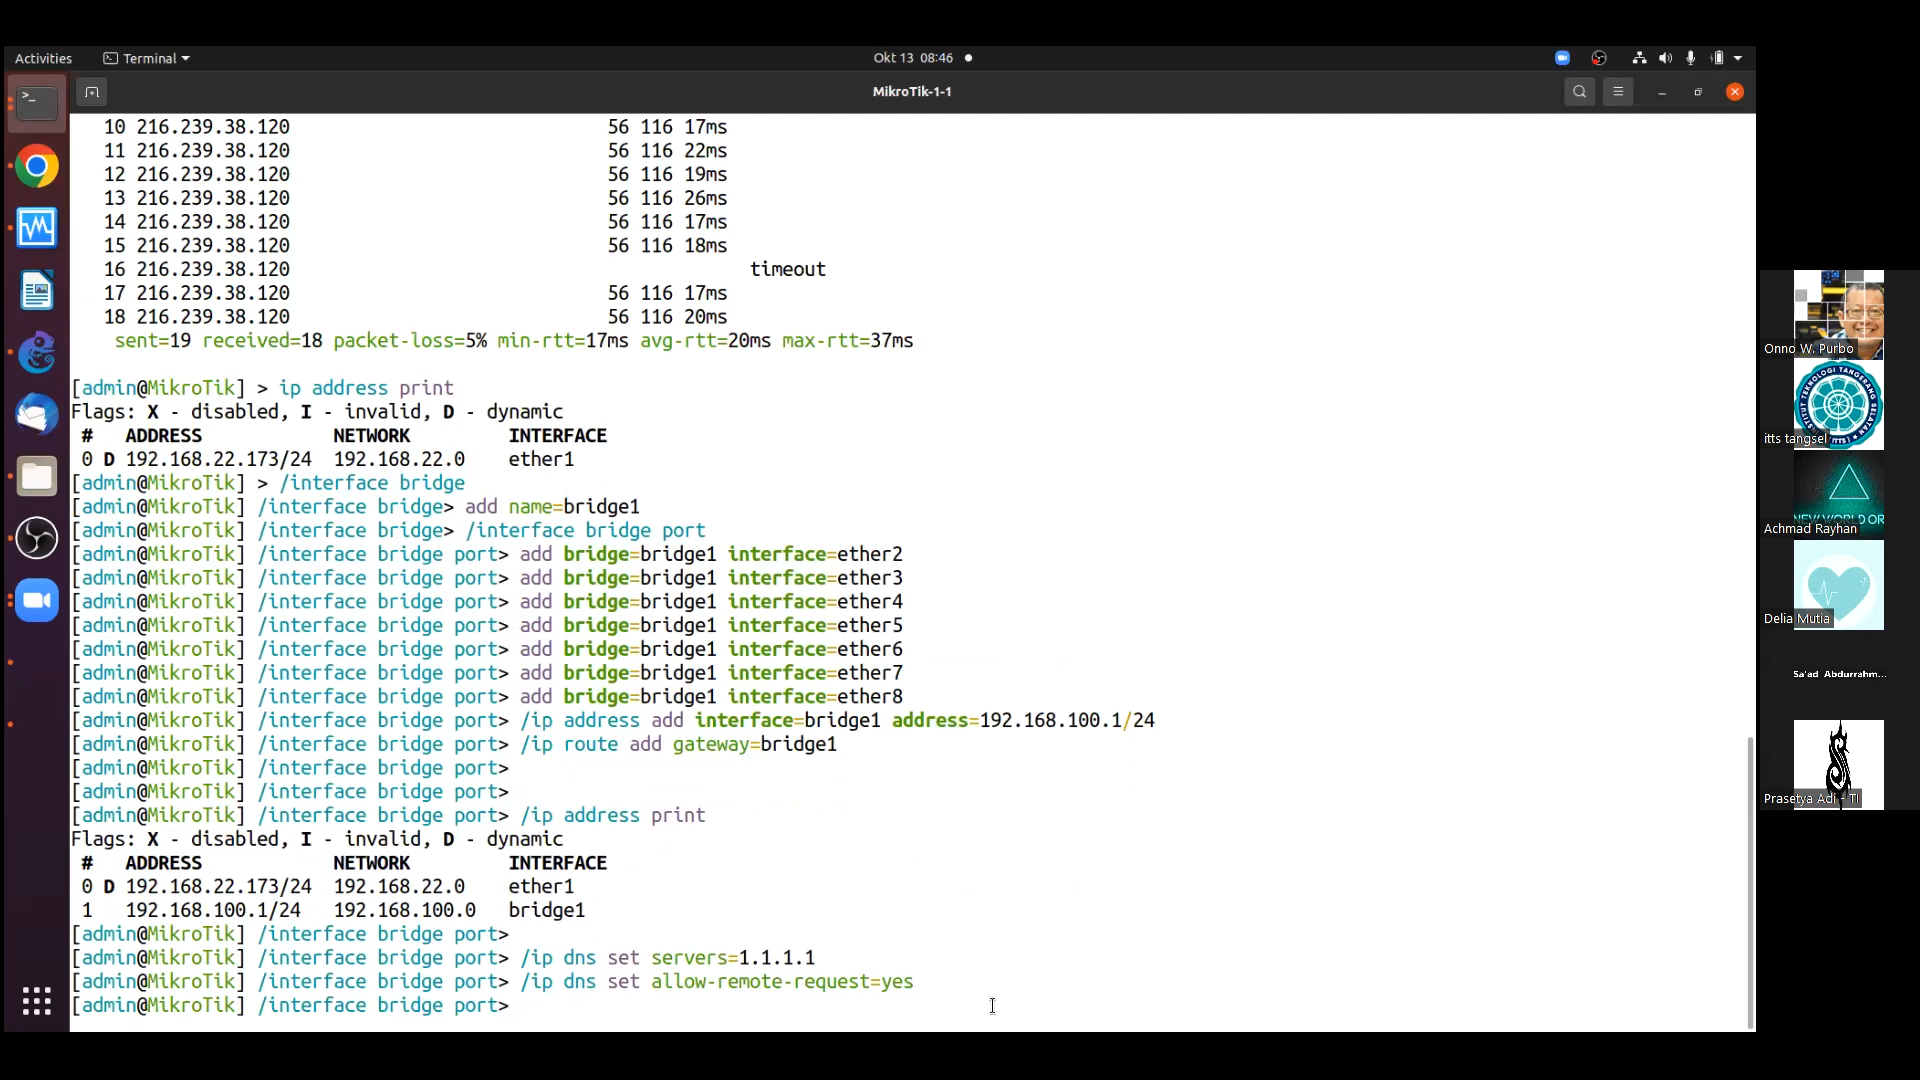 Activities
Terminal
Okt 13 08:46
MikroTik-1-1
10 216.239.38.120 56 116 17ms
11 216.239.38.120 56 116 22ms
12 216.239.38.120 56 116 19ms
13 216.239.38.120 56 116 26ms
14 216.239.38.120 56 116 17ms
15 216.239.38.120 56 116 18ms
16 216.239.38.120 timeout
17 216.239.38.120 56 116 17ms
18 216.239.38.120 56 116 20ms
sent=19 received=18 packet-loss=5% min-rtt=17ms avg-rtt=20ms max-rtt=37ms
[admin@MikroTik] > ip address print
Flags: X - disabled, I - invalid, D - dynamic
# ADDRESS NETWORK INTERFACE
0 D 192.168.22.173/24 192.168.22.0 ether1
[admin@MikroTik] > /interface bridge
[admin@MikroTik] /interface bridge> add name=bridge1
[admin@MikroTik] /interface bridge> /interface bridge port
[admin@MikroTik] /interface bridge port> add bridge=bridge1 interface=ether2
[admin@MikroTik] /interface bridge port> add bridge=bridge1 interface=ether3
[admin@MikroTik] /interface bridge port> add bridge=bridge1 interface=ether4
[admin@MikroTik] /interface bridge port> add bridge=bridge1 interface=ether5
[admin@MikroTik] /interface bridge port> add bridge=bridge1 interface=ether6
[admin@MikroTik] /interface bridge port> add bridge=bridge1 interface=ether7
[admin@MikroTik] /interface bridge port> add bridge=bridge1 interface=ether8
[admin@MikroTik] /interface bridge port> /ip address add interface=bridge1 address=192.168.100.1/24
[admin@MikroTik] /interface bridge port> /ip route add gateway=bridge1
[admin@MikroTik] /interface bridge port>
[admin@MikroTik] /interface bridge port>
[admin@MikroTik] /interface bridge port> /ip address print
Flags: X - disabled, I - invalid, D - dynamic
# ADDRESS NETWORK INTERFACE
0 D 192.168.22.173/24 192.168.22.0 ether1
1 192.168.100.1/24 192.168.100.0 bridge1
[admin@MikroTik] /interface bridge port>
[admin@MikroTik] /interface bridge port> /ip dns set servers=1.1.1.1
[admin@MikroTik] /interface bridge port> /ip dns set allow-remote-request=yes
[admin@MikroTik] /interface bridge port>
Onno W. Purbo
itts tangsel
NEW WORLD OR
Achmad Rayhan
Delia Mutia
Sa'ad Abdurrahm...
Prasetya Adi - TI